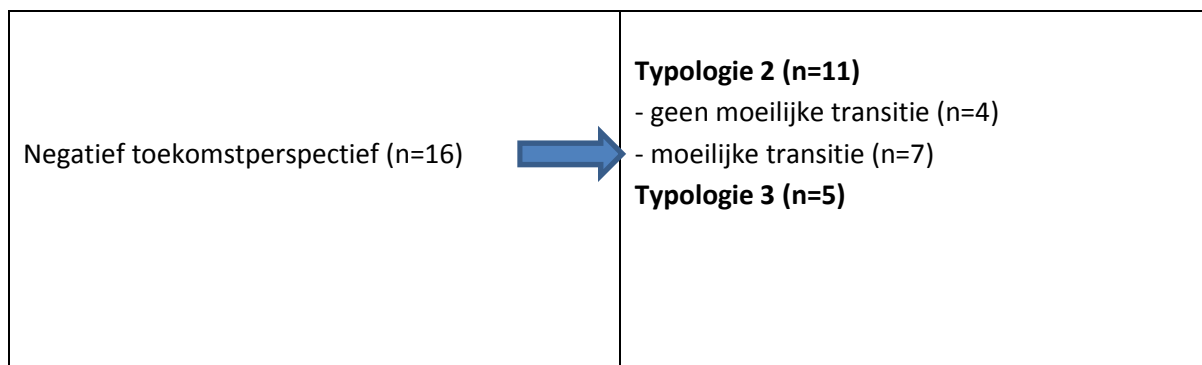 Negatief toekomstperspectief (n=16)
Typologie 2 (n=11)
- geen moeilijke transitie (n=4)
- moeilijke transitie (n=7)
Typologie 3 (n=5)